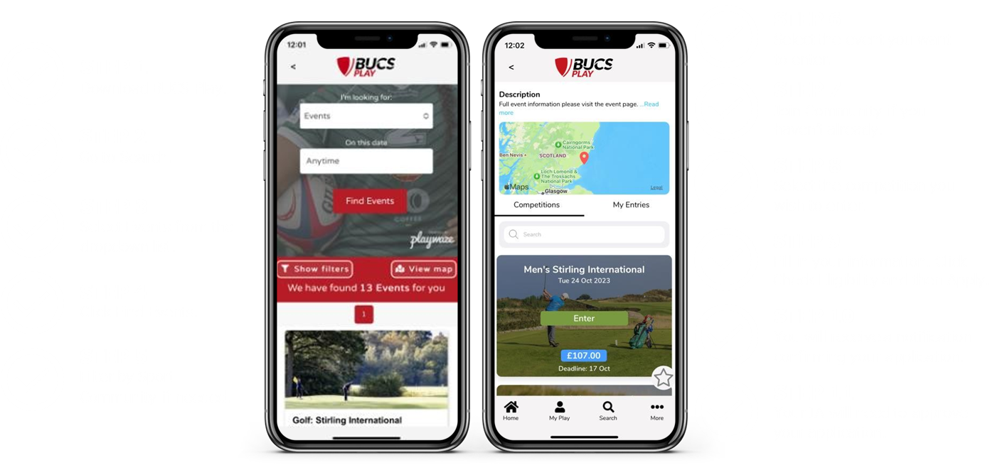 12:01
<
BUCS
PLAY
I'm looking for:
Events
On this date
Anytime
Find Events
COFFEE
playwaze
Show filters
View map
We have found 13 Events for you
1
Golf: Stirling International
12:02
<
BUCS
PLAY
Description
Full event information please visit the event page. ...Read
more
Cairngorms
National Park
Ben Nevis
SCOTLAND
Loch Lomond &
The Trossachs
National Park
Maps
Glasgow
Legal
Competitions
My Entries
Search
Men's Stirling International
Tue 24 Oct 2023
Enter
£107.00
Deadline: 17 Oct
Home
My Play
Search
More